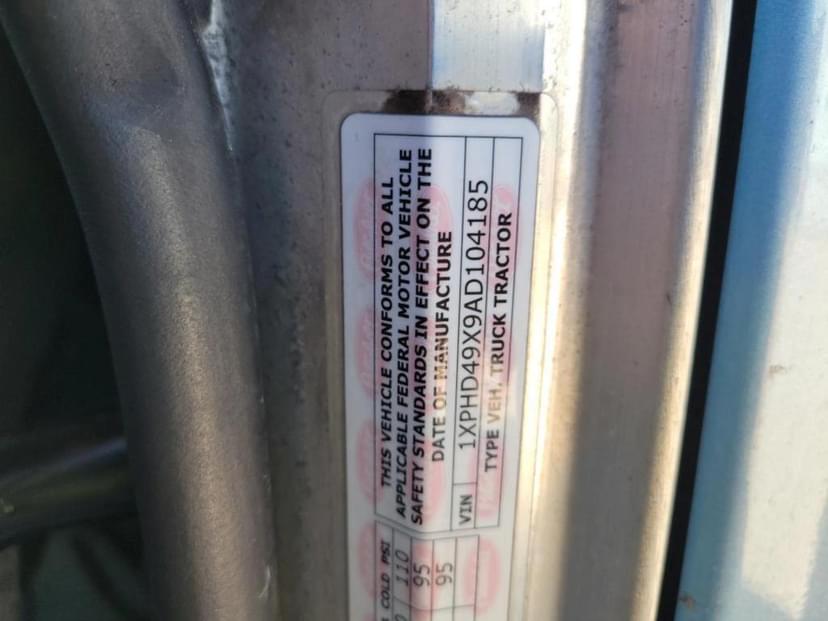 THIS VEHICLE CONFORMS TO ALL
APPLICABLE FEDERAL MOTOR VEHICLE
SAFETY STANDARDS IN EFFECT ON THE
DATE OF MANUFACTURE
VIN 1XPHD49X9AD104185
TYPE VEH. TRUCK TRACTOR
COLD PSI
110
95
95